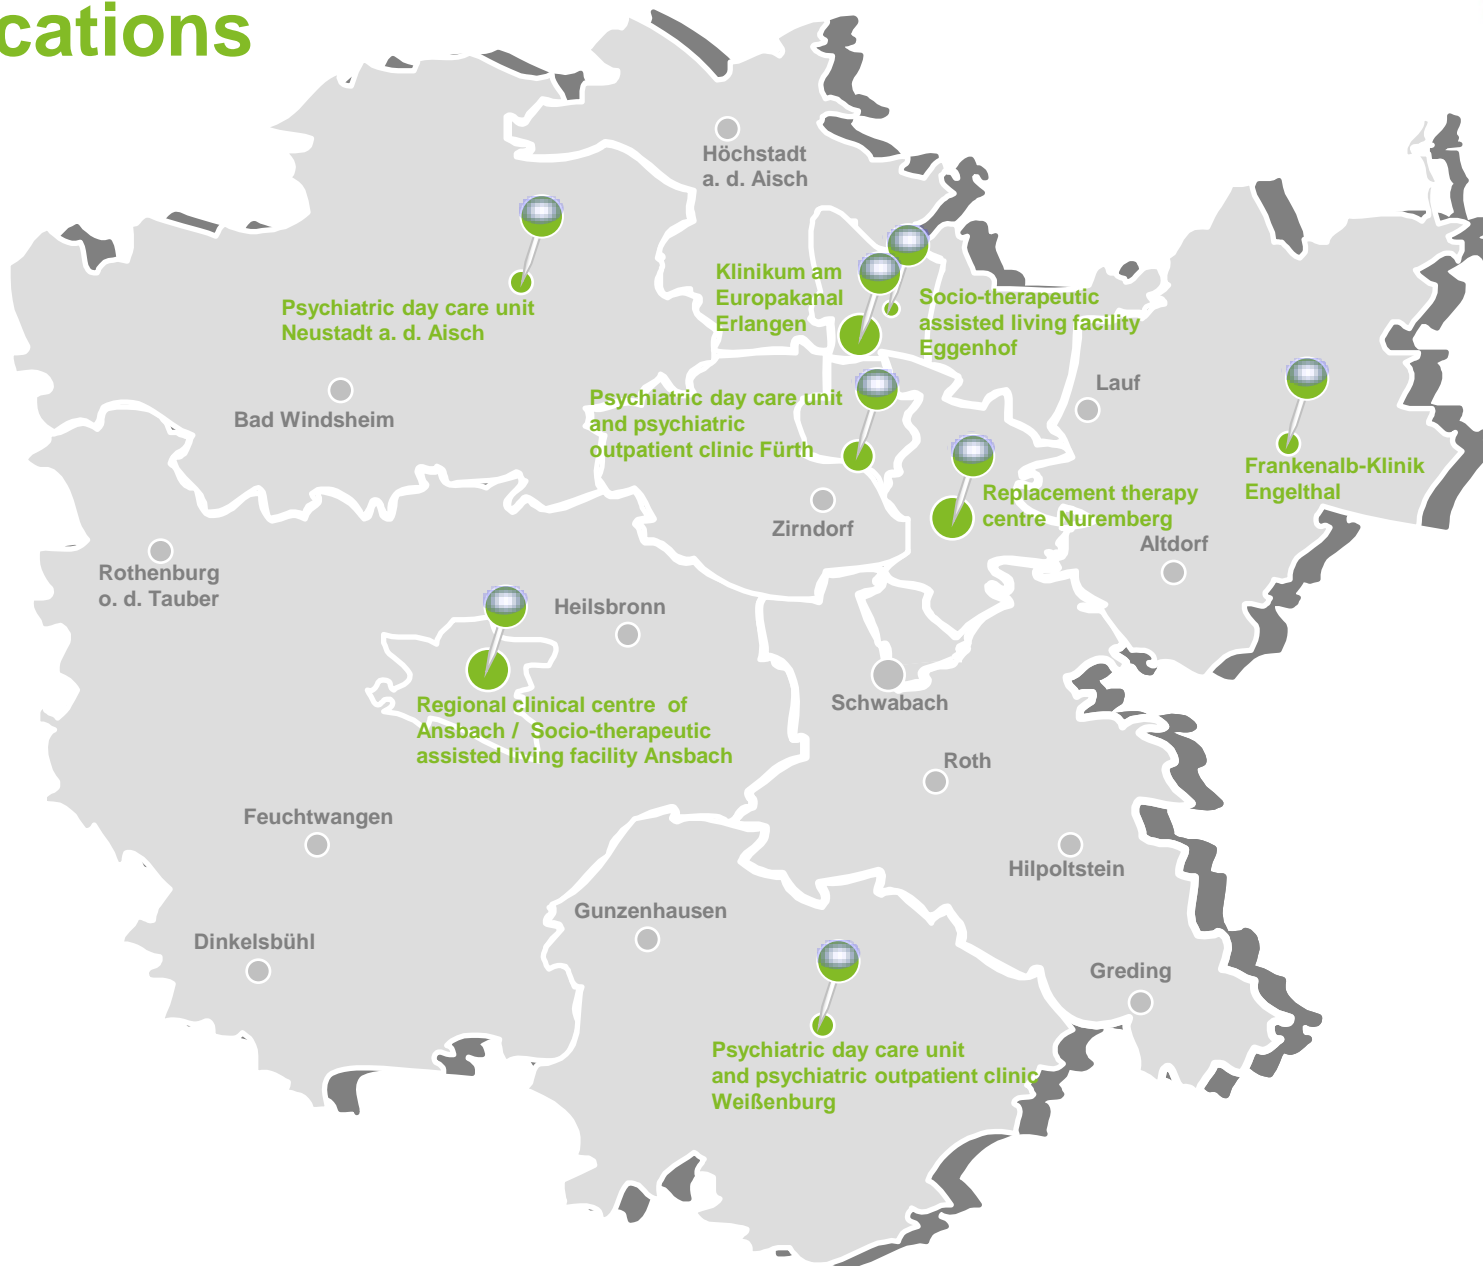 cations
Höchstadt
a. d. Aisch
Klinikum am
Europakanal
Erlangen
Socio-therapeutic
assisted living facility
Eggenhof
Psychiatric day care unit
Neustadt a. d. Aisch
Bad Windsheim
Psychiatric day care unit
and psychiatric
outpatient clinic Fürth
Lauf
Frankenalb-Klinik
Engelthal
Replacement therapy
centre  Nuremberg
Zirndorf
Altdorf
Rothenburg
o. d. Tauber
Heilsbronn
Regional clinical centre  of
Ansbach /  Socio-therapeutic
assisted living facility Ansbach
Schwabach
Roth
Feuchtwangen
Hilpoltstein
Gunzenhausen
Dinkelsbühl
Greding
Psychiatric day care unit
and psychiatric outpatient clinic
Weißenburg